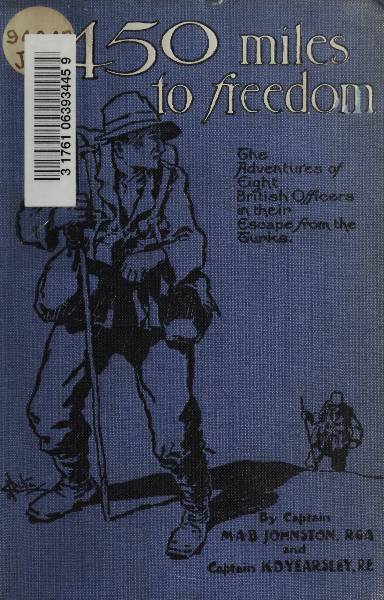 450 miles
to freedom
The
Adventures of
Eight
British Officers
in their
Escape from the
Turks.
3 1761 06393445 9
By Captain
M·A·B JOHNSTON, R.G.A
and
Captain K·D·YEARSLEY, R.E